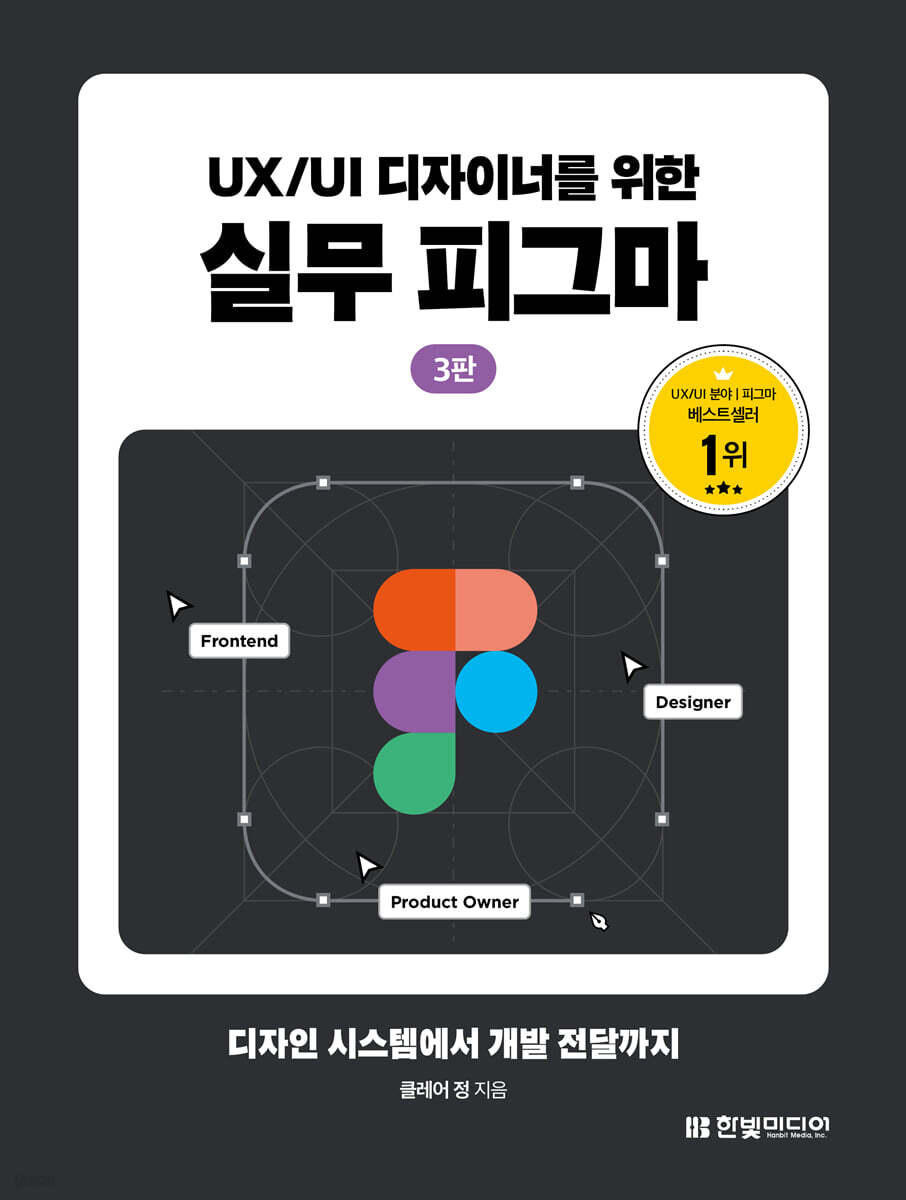 UX/UI 디자이너를 위한
실무 피그마
3판
UX/UI 분야 | 피그마
베스트셀러
1위
Frontend
Designer
Product Owner
디자인 시스템에서 개발 전달까지
클레어 정 지음
한빛미디어
Hanbit Media, Inc.